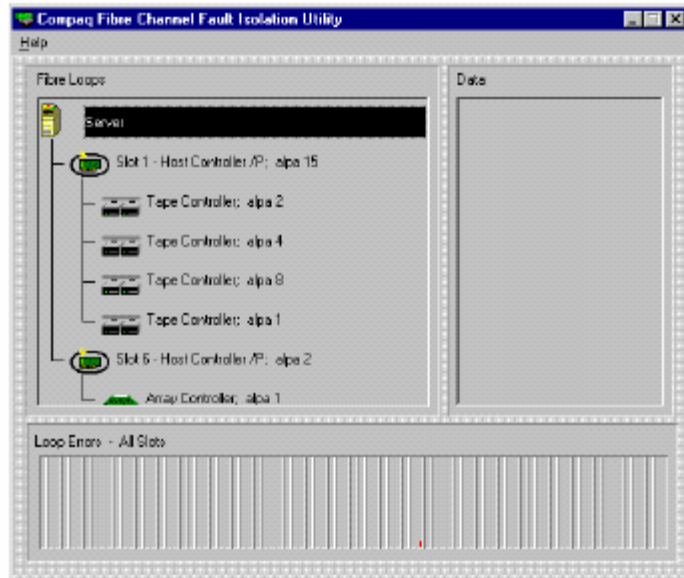 Compaq Fibre Channel Fault Isolation Utility
Help
Fibre Loops
Data
Server
Slot 1 - Host Controller /P; alpa 15
Tape Controller; alpa 2
Tape Controller; alpa 4
Tape Controller; alpa 8
Tape Controller; alpa 1
Slot 6 - Host Controller /P; alpa 2
Array Controller; alpa 1
Loop Errors - All Slots